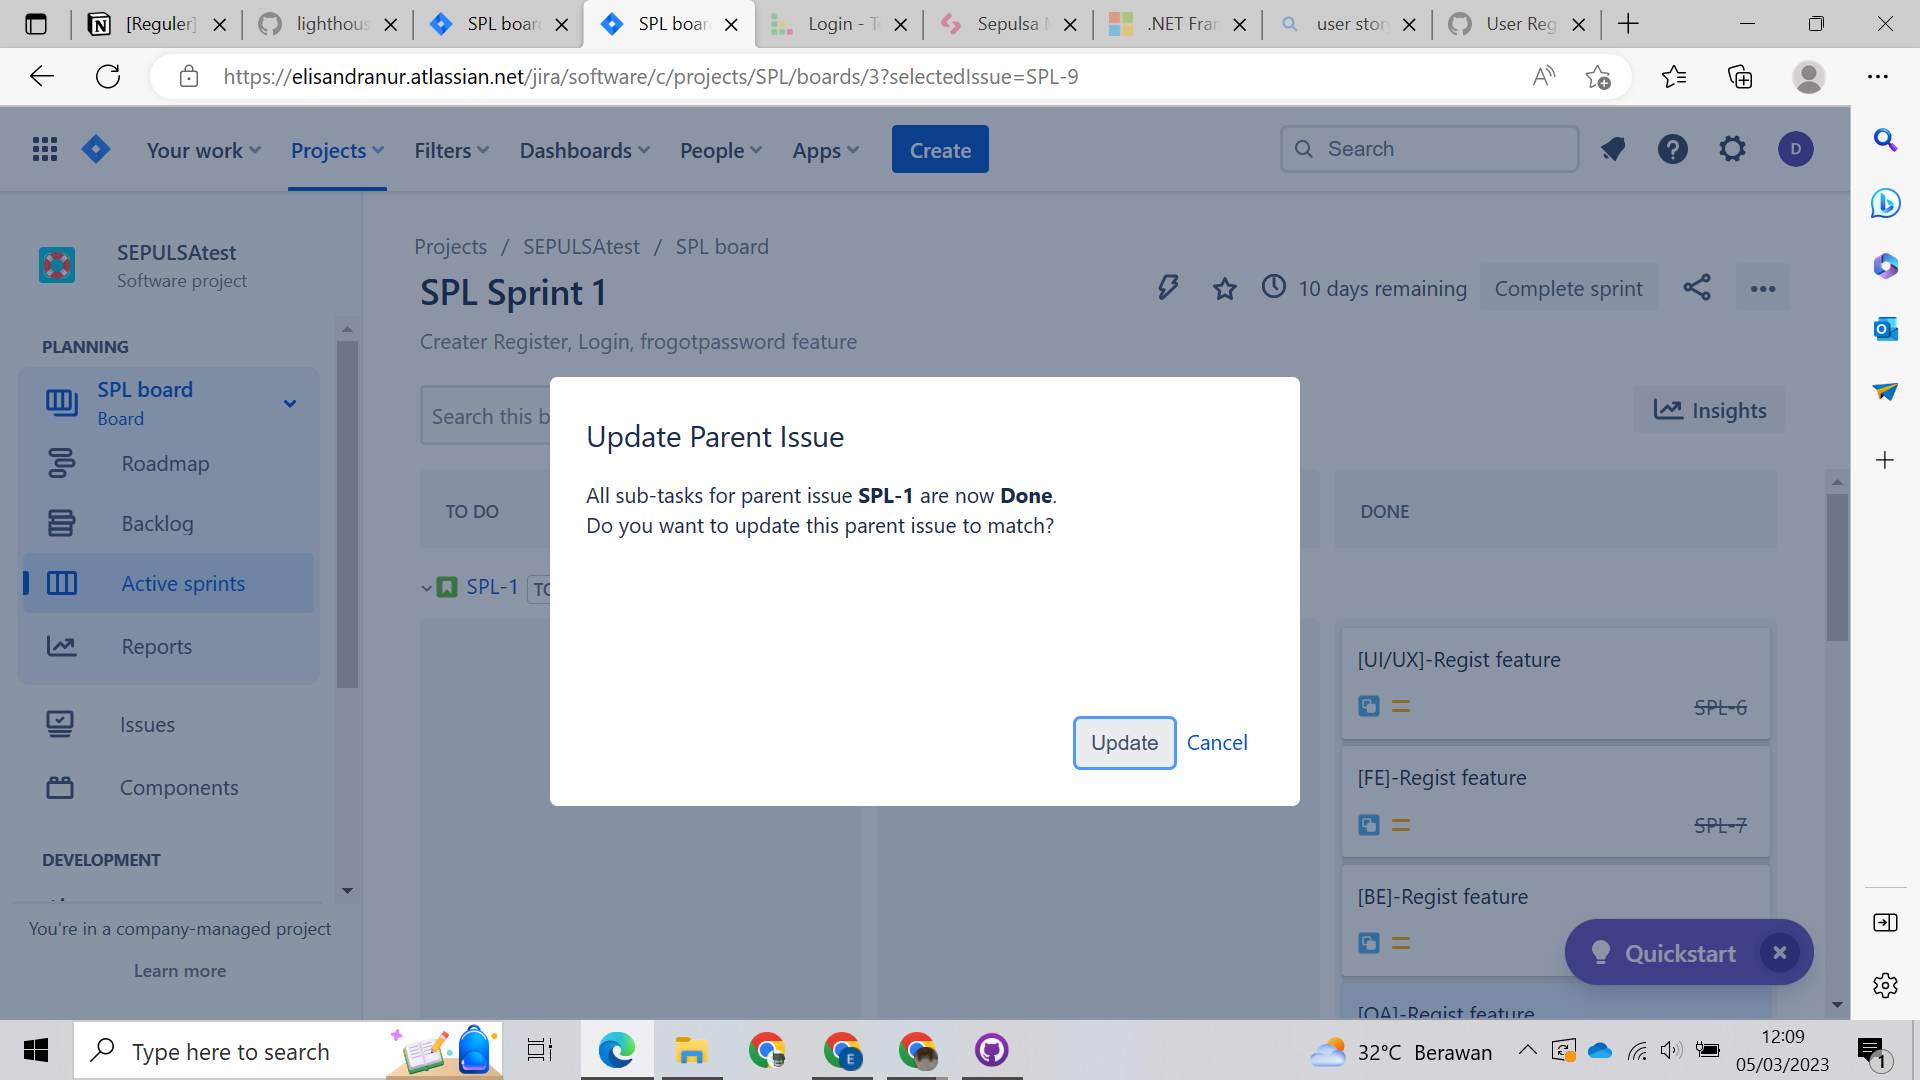 [Reguler]
lighthous
SPL boar
SPL boar
Login - T
Sepulsa
.NET Fran
user stor
User Reg
https://elisandranur.atlassian.net/jira/software/c/projects/SPL/boards/3?selectedIssue=SPL-9
Your work
Projects
Filters
Dashboards
People
Apps
Create
Search
D
SEPULSAtest
Software project
PLANNING
SPL board
Board
Roadmap
Backlog
Active sprints
Reports
Issues
Components
DEVELOPMENT
You're in a company-managed project
Learn more
Projects / SEPULSAtest / SPL board
SPL Sprint 1
10 days remaining
Complete sprint
Creater Register, Login, frogotpassword feature
Search this b
Insights
TO DO
DONE
SPL-1
TO
Update Parent Issue
All sub-tasks for parent issue SPL-1 are now Done.
Do you want to update this parent issue to match?
Update
Cancel
[UI/UX]-Regist feature
SPL-6
[FE]-Regist feature
SPL-7
[BE]-Regist feature
Quickstart
[QA]-Regist feature
Type here to search
E
32°C Berawan
12:09
05/03/2023
1